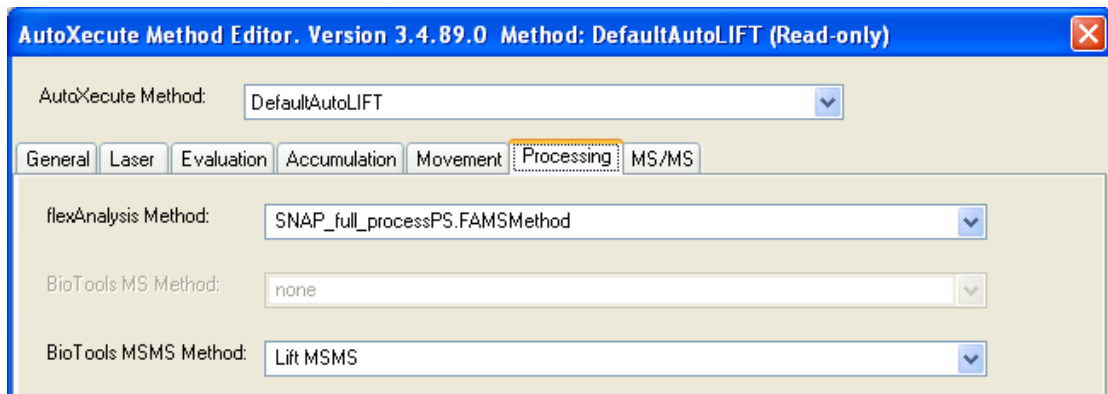 AutoXecute Method Editor. Version 3.4.89.0 Method: DefaultAutoLIFT (Read-only)
AutoXecute Method: DefaultAutoLIFT
General Laser Evaluation Accumulation Movement Processing MS/MS
flexAnalysis Method: SNAP_full_processPS.FAMSMethod
BioTools MS Method: none
BioTools MSMS Method: Lift MSMS